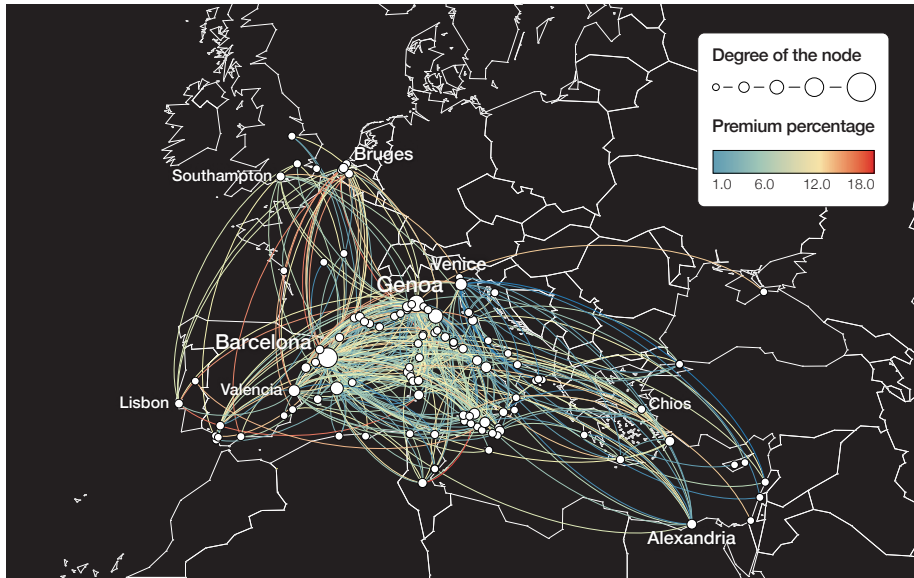 Degree of the node
Premium percentage
1.0 6.0 12.0 18.0
Bruges
Southampton
Venice
Genoa
Barcelona
Valencia
Lisbon
Chios
Alexandria